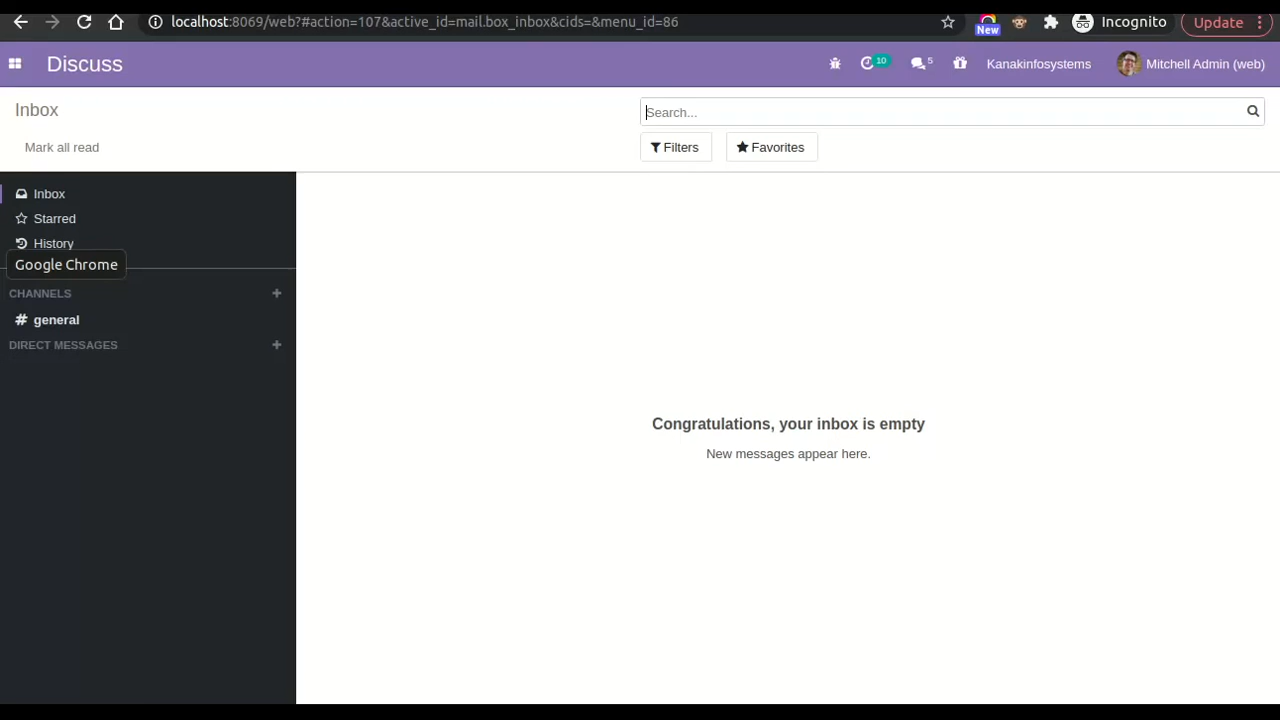 localhost:8069/web?#action=107&active_id=mail.box_inbox&cids=&menu_id=86
New
Incognito
Update
Discuss
10
5
Kanakinfosystems
Mitchell Admin (web)
Inbox
Search...
Mark all read
Filters
Favorites
Inbox
Starred
History
Google Chrome
CHANNELS
+
# general
DIRECT MESSAGES
+
Congratulations, your inbox is empty
New messages appear here.